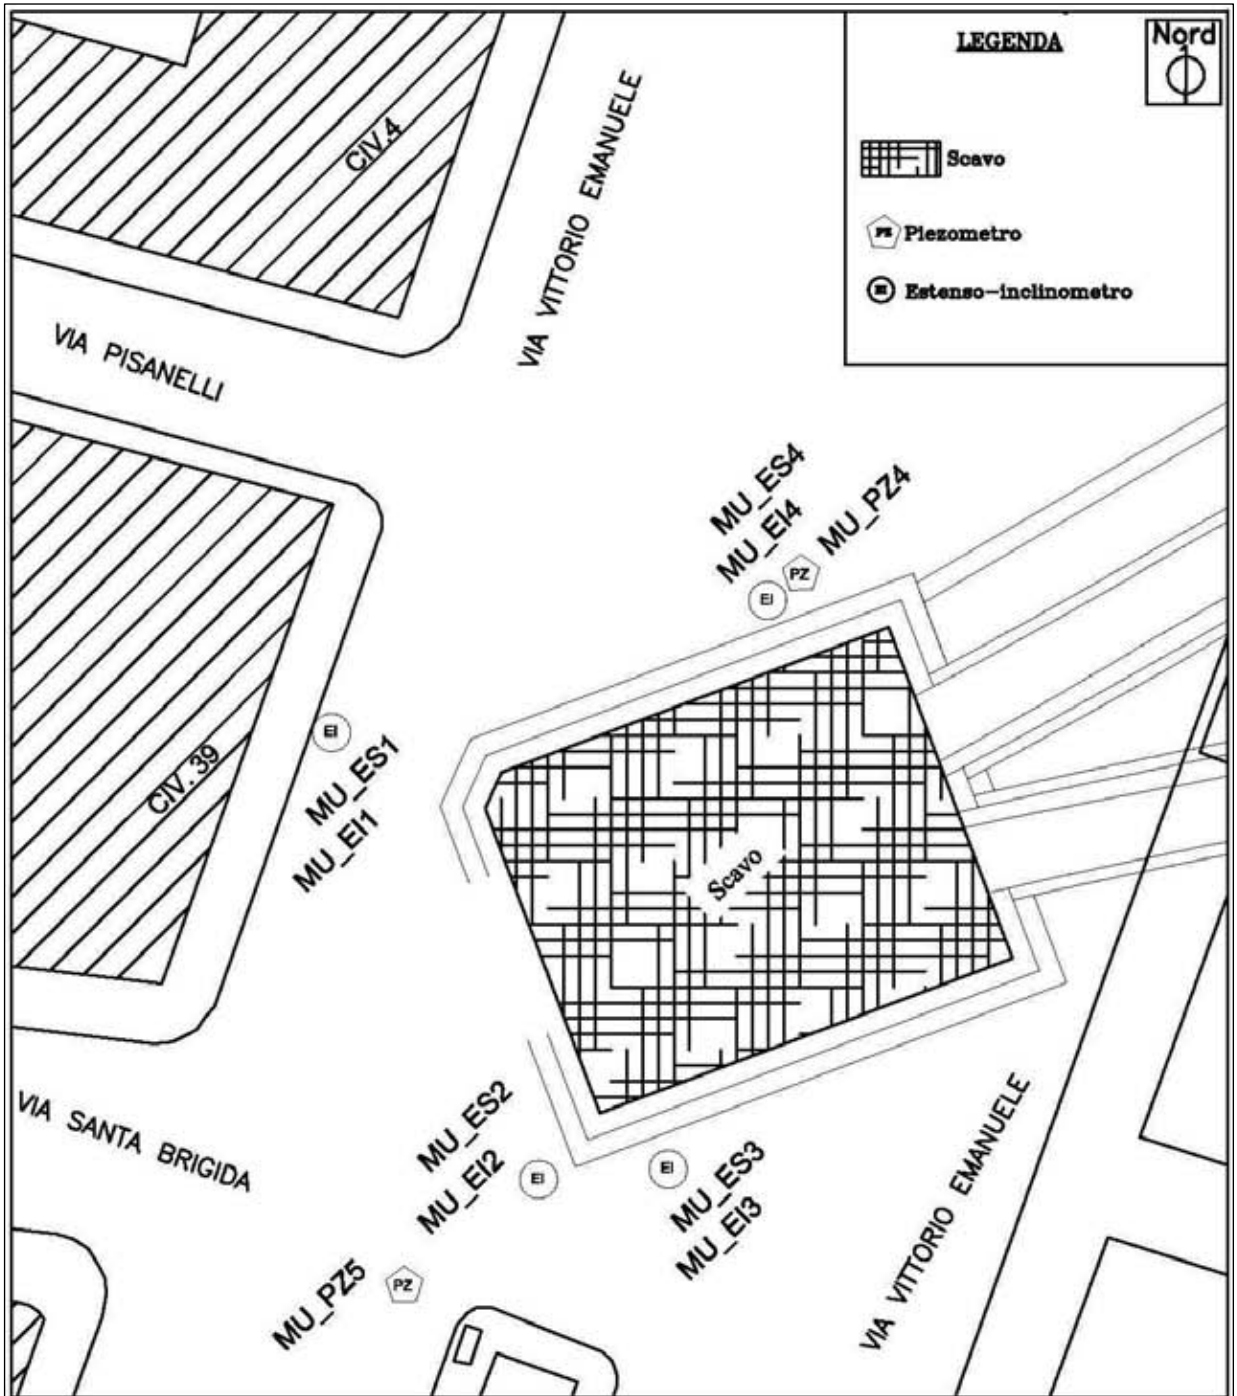 LEGENDA
Nord
Scavo
PZ Piezometro
EI Estenso-inclinometro
CIV.4
VIA VITTORIO EMANUELE
VIA PISANELLI
MU_ES4
MU_EI4
MU_PZ4
PZ
EI
EI
MU_ES1
MU_EI1
CIV.39
Scavo
VIA SANTA BRIGIDA
MU_ES2
MU_EI2
EI
EI
MU_ES3
MU_EI3
VIA VITTORIO EMANUELE
MU_PZ5
PZ